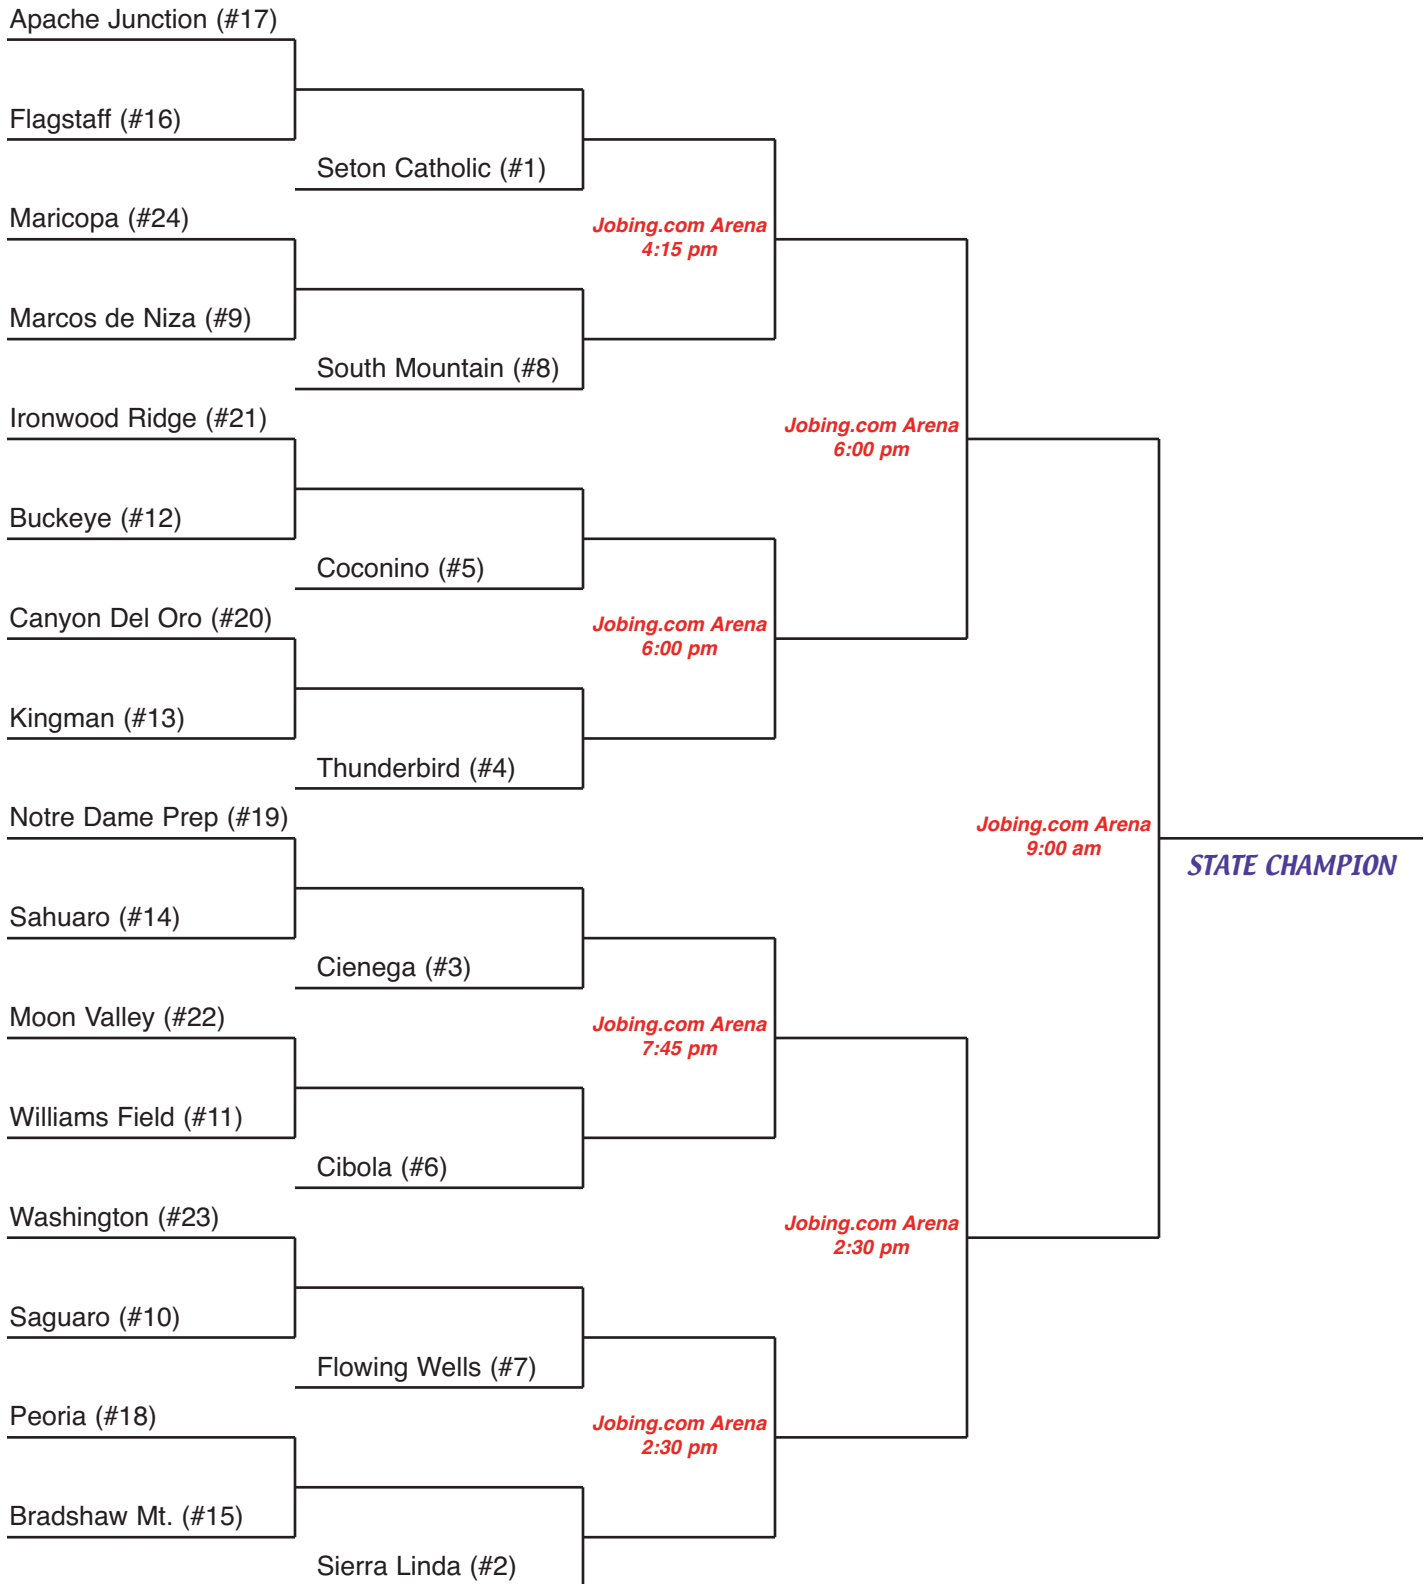 Apache Junction (#17)
Flagstaff (#16)
Seton Catholic (#1)
Maricopa (#24)
Jobing.com Arena
4:15 pm
Marcos de Niza (#9)
South Mountain (#8)
Ironwood Ridge (#21)
Jobing.com Arena
6:00 pm
Buckeye (#12)
Coconino (#5)
Canyon Del Oro (#20)
Jobing.com Arena
6:00 pm
Kingman (#13)
Thunderbird (#4)
Notre Dame Prep (#19)
Jobing.com Arena
9:00 am
STATE CHAMPION
Sahuaro (#14)
Cienega (#3)
Moon Valley (#22)
Jobing.com Arena
7:45 pm
Williams Field (#11)
Cibola (#6)
Washington (#23)
Jobing.com Arena
2:30 pm
Saguaro (#10)
Flowing Wells (#7)
Peoria (#18)
Jobing.com Arena
2:30 pm
Bradshaw Mt. (#15)
Sierra Linda (#2)